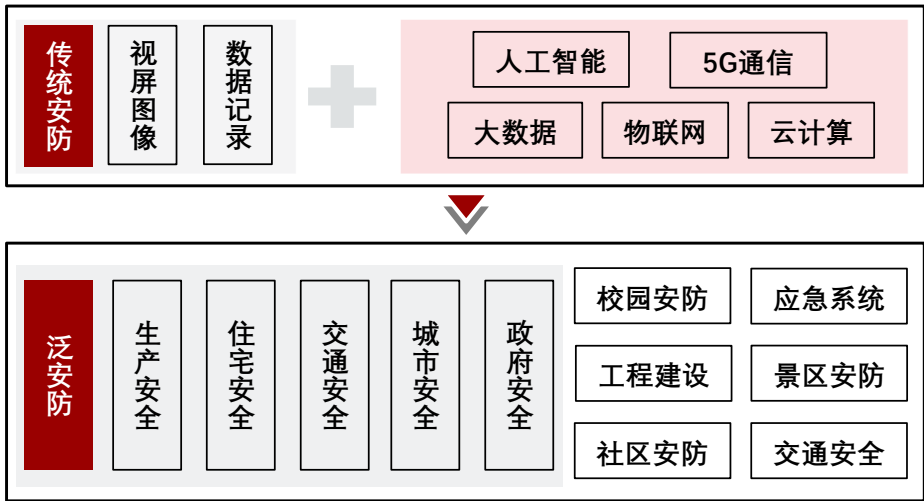 传统安防
视屏图像
数据记录
人工智能
5G通信
大数据
物联网
云计算
泛安防
生产安全
住宅安全
交通安全
城市安全
政府安全
校园安防
应急系统
工程建设
景区安防
社区安防
交通安全